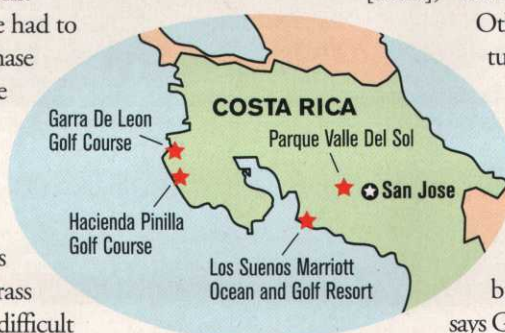 e had to
hase
e
Ot
tu
COSTA RICA
Garra De Leon
Golf Course
Parque Valle Del Sol
San Jose
Hacienda Pinilla
Golf Course
Los Suenos Marriott
Ocean and Golf Resort
s
rass
difficult
b
says G